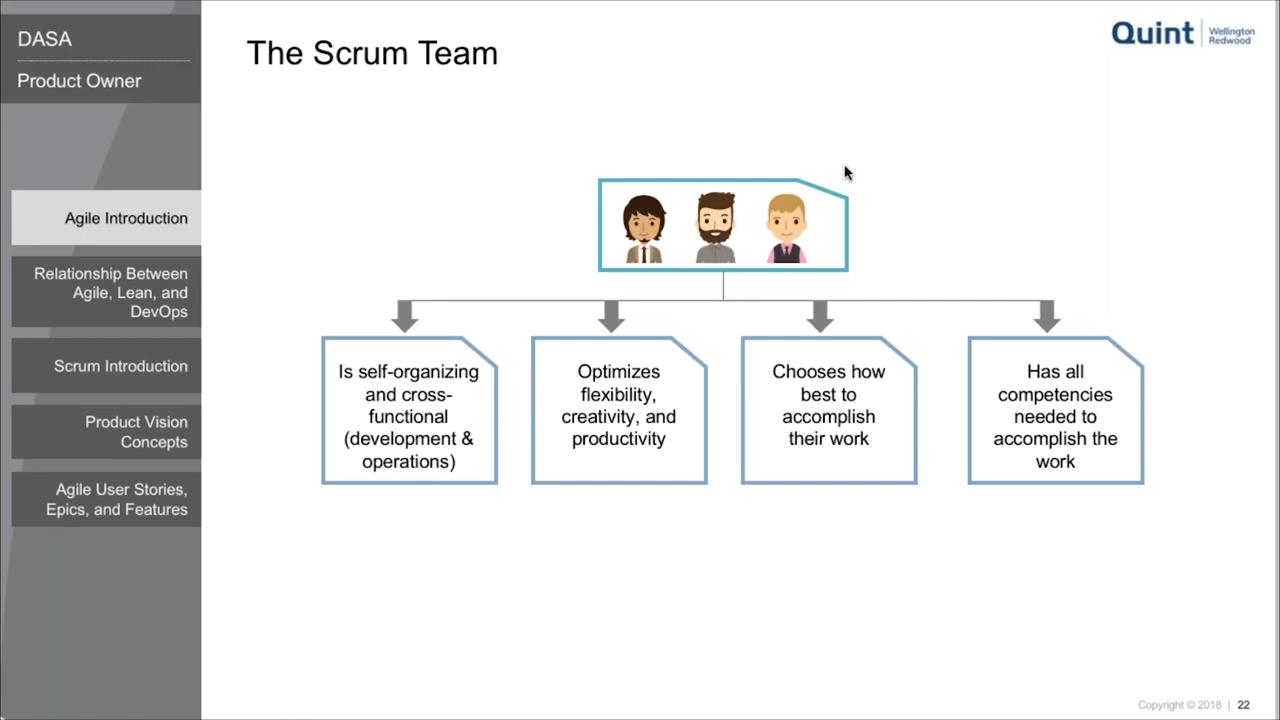 DASA
Product Owner
Agile Introduction
Relationship Between
Agile, Lean, and
DevOps
Scrum Introduction
Product Vision
Concepts
Agile User Stories,
Epics, and Features
The Scrum Team
Quint
Wellington
Redwood
Is self-organizing
and cross-
functional
(development &
operations)
Optimizes
flexibility,
creativity, and
productivity
Chooses how
best to
accomplish
their work
Has all
competencies
needed to
accomplish the
work
Copyright © 2018 | 22